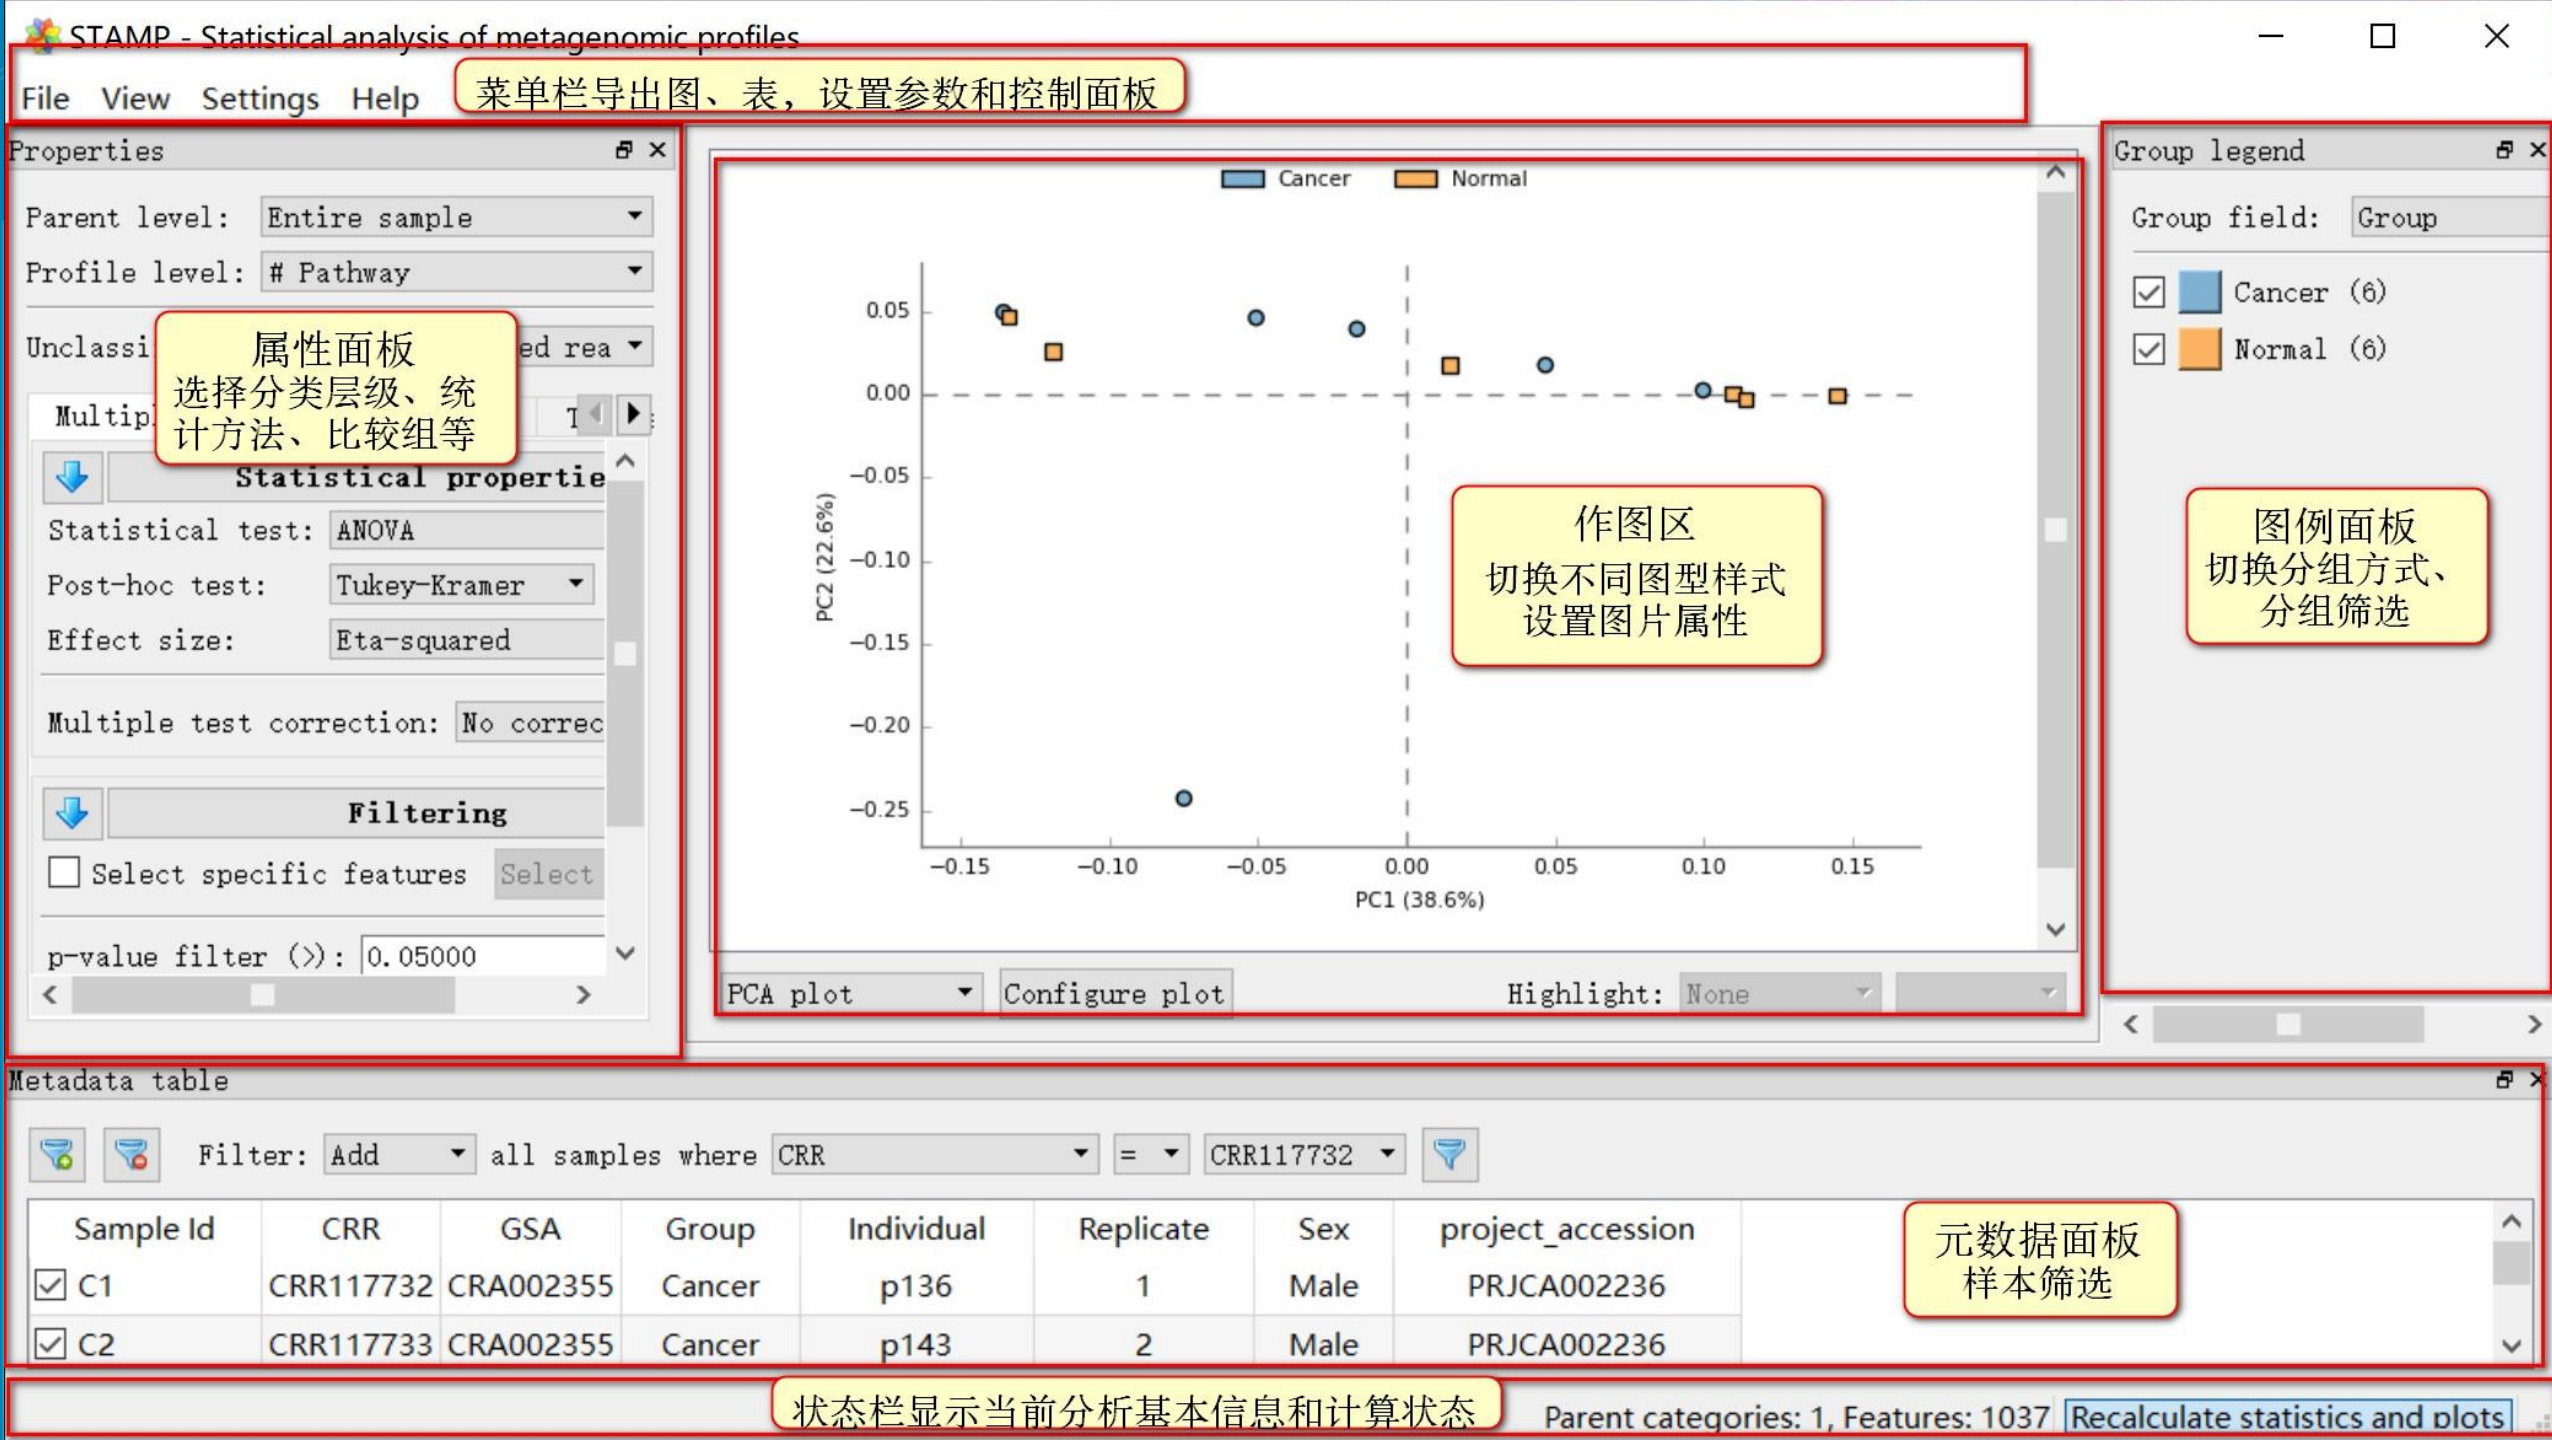 STAMP - Statistical analysis of metagenomic profiles
File View Settings Help
菜单栏导出图、表，设置参数和控制面板
Properties
Parent level: Entire sample
Profile level: # Pathway
Unclassi ed rea
属性面板
选择分类层级、统
计方法、比较组等
Multip T
Statistical propertie
Statistical test: ANOVA
Post-hoc test: Tukey-Kramer
Effect size: Eta-squared
Multiple test correction: No correc
Filtering
Select specific features Select
p-value filter (>): 0.05000
Cancer Normal
0.05
0.00
−0.05
−0.10
−0.15
−0.20
−0.25
PC2 (22.6%)
−0.15 −0.10 −0.05 0.00 0.05 0.10 0.15
PC1 (38.6%)
作图区
切换不同图型样式
设置图片属性
PCA plot Configure plot Highlight: None
Group legend
Group field: Group
Cancer (6)
Normal (6)
图例面板
切换分组方式、
分组筛选
Metadata table
Filter: Add all samples where CRR = CRR117732
Sample Id CRR GSA Group Individual Replicate Sex project_accession
C1 CRR117732 CRA002355 Cancer p136 1 Male PRJCA002236
C2 CRR117733 CRA002355 Cancer p143 2 Male PRJCA002236
元数据面板
样本筛选
状态栏显示当前分析基本信息和计算状态
Parent categories: 1, Features: 1037 Recalculate statistics and plots